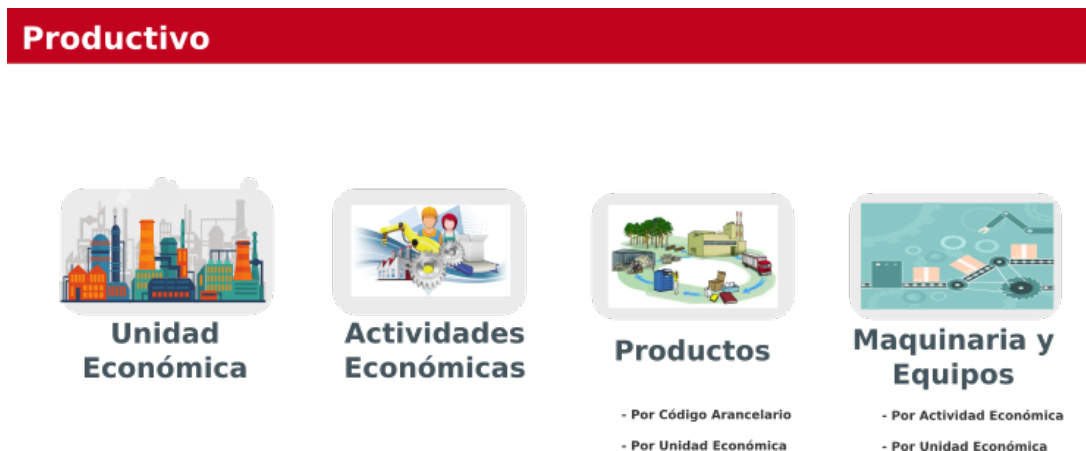 Productivo
Unidad
Económica
Actividades
Económicas
Productos
- Por Código Arancelario
- Por Unidad Económica
Maquinaria y
Equipos
- Por Actividad Económica
- Por Unidad Económica